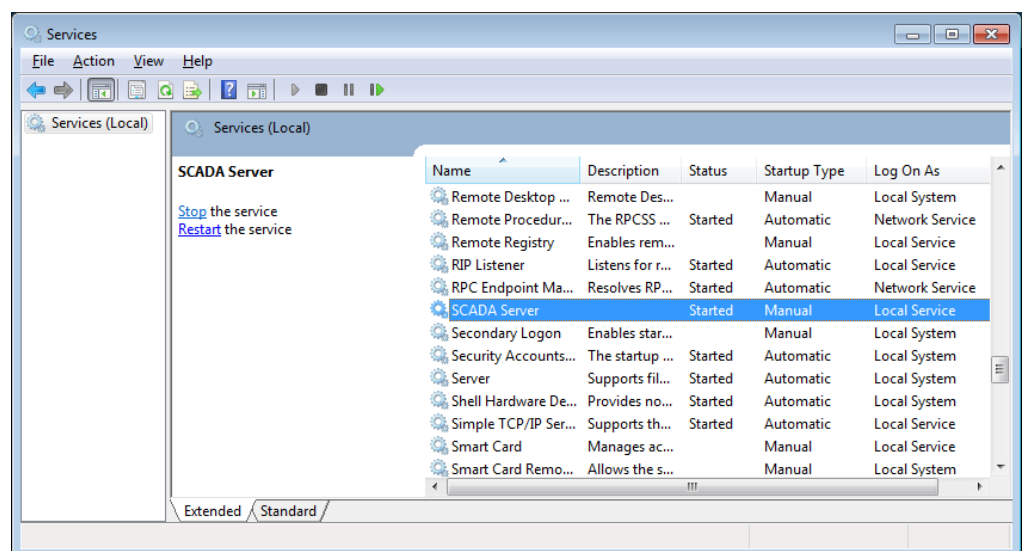 Services
File Action View Help
Services (Local)
Services (Local)
SCADA Server
Stop the service
Restart the service
Name Description Status Startup Type Log On As
Remote Desktop ... Remote Des... Manual Local System
Remote Procedur... The RPCSS ... Started Automatic Network Service
Remote Registry Enables rem... Manual Local Service
RIP Listener Listens for r... Started Automatic Local Service
RPC Endpoint Ma... Resolves RP... Started Automatic Network Service
SCADA Server Started Manual Local Service
Secondary Logon Enables star... Manual Local System
Security Accounts... The startup ... Started Automatic Local System
Server Supports fil... Started Automatic Local System
Shell Hardware De... Provides no... Started Automatic Local System
Simple TCP/IP Ser... Supports th... Started Automatic Local Service
Smart Card Manages ac... Manual Local Service
Smart Card Remo... Allows the s... Manual Local System
Extended Standard